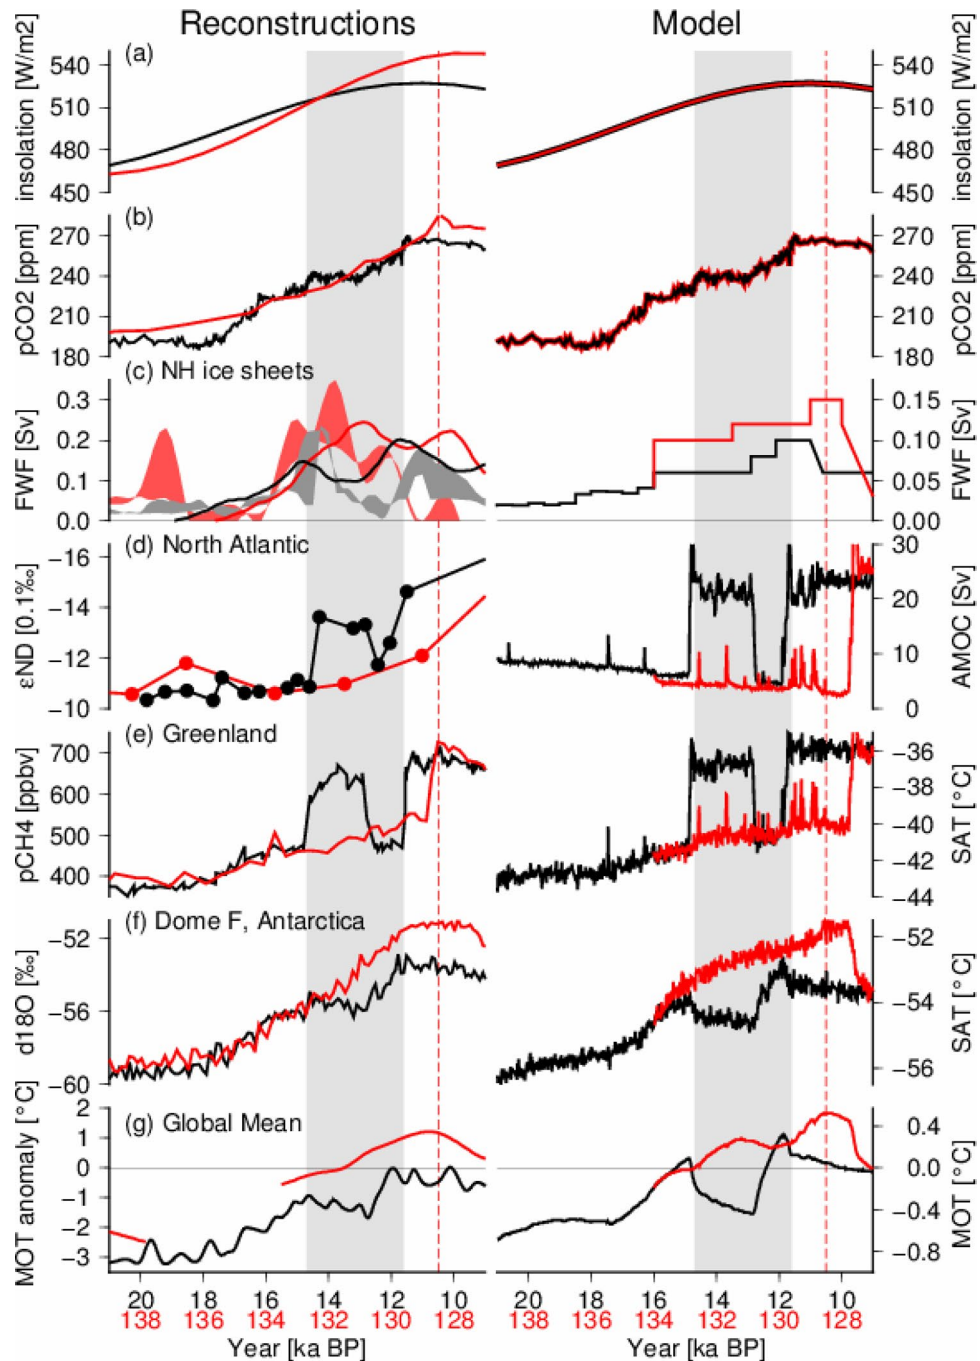 Reconstructions Model
insolation [W/m2]
540
510
480
450
(a)
540
510
480
450
insolation [W/m2]
pCO2 [ppm]
270
240
210
180
(b)
270
240
210
180
pCO2 [ppm]
FWF [Sv]
0.3
0.2
0.1
0.0
(c) NH ice sheets
0.15
0.10
0.05
0.00
FWF [Sv]
εND [0.1‰]
−16
−14
−12
−10
(d) North Atlantic
30
20
10
0
AMOC [Sv]
pCH4 [ppbv]
700
600
500
400
(e) Greenland
−36
−38
−40
−42
−44
SAT [°C]
d18O [‰]
−52
−56
−60
(f) Dome F, Antarctica
−52
−54
−56
SAT [°C]
MOT anomaly [°C]
2
1
0
−1
−2
−3
(g) Global Mean
0.4
0.0
−0.4
−0.8
MOT [°C]
20 18 16 14 12 10 20 18 16 14 12 10
138 136 134 132 130 128 138 136 134 132 130 128
Year [ka BP] Year [ka BP]